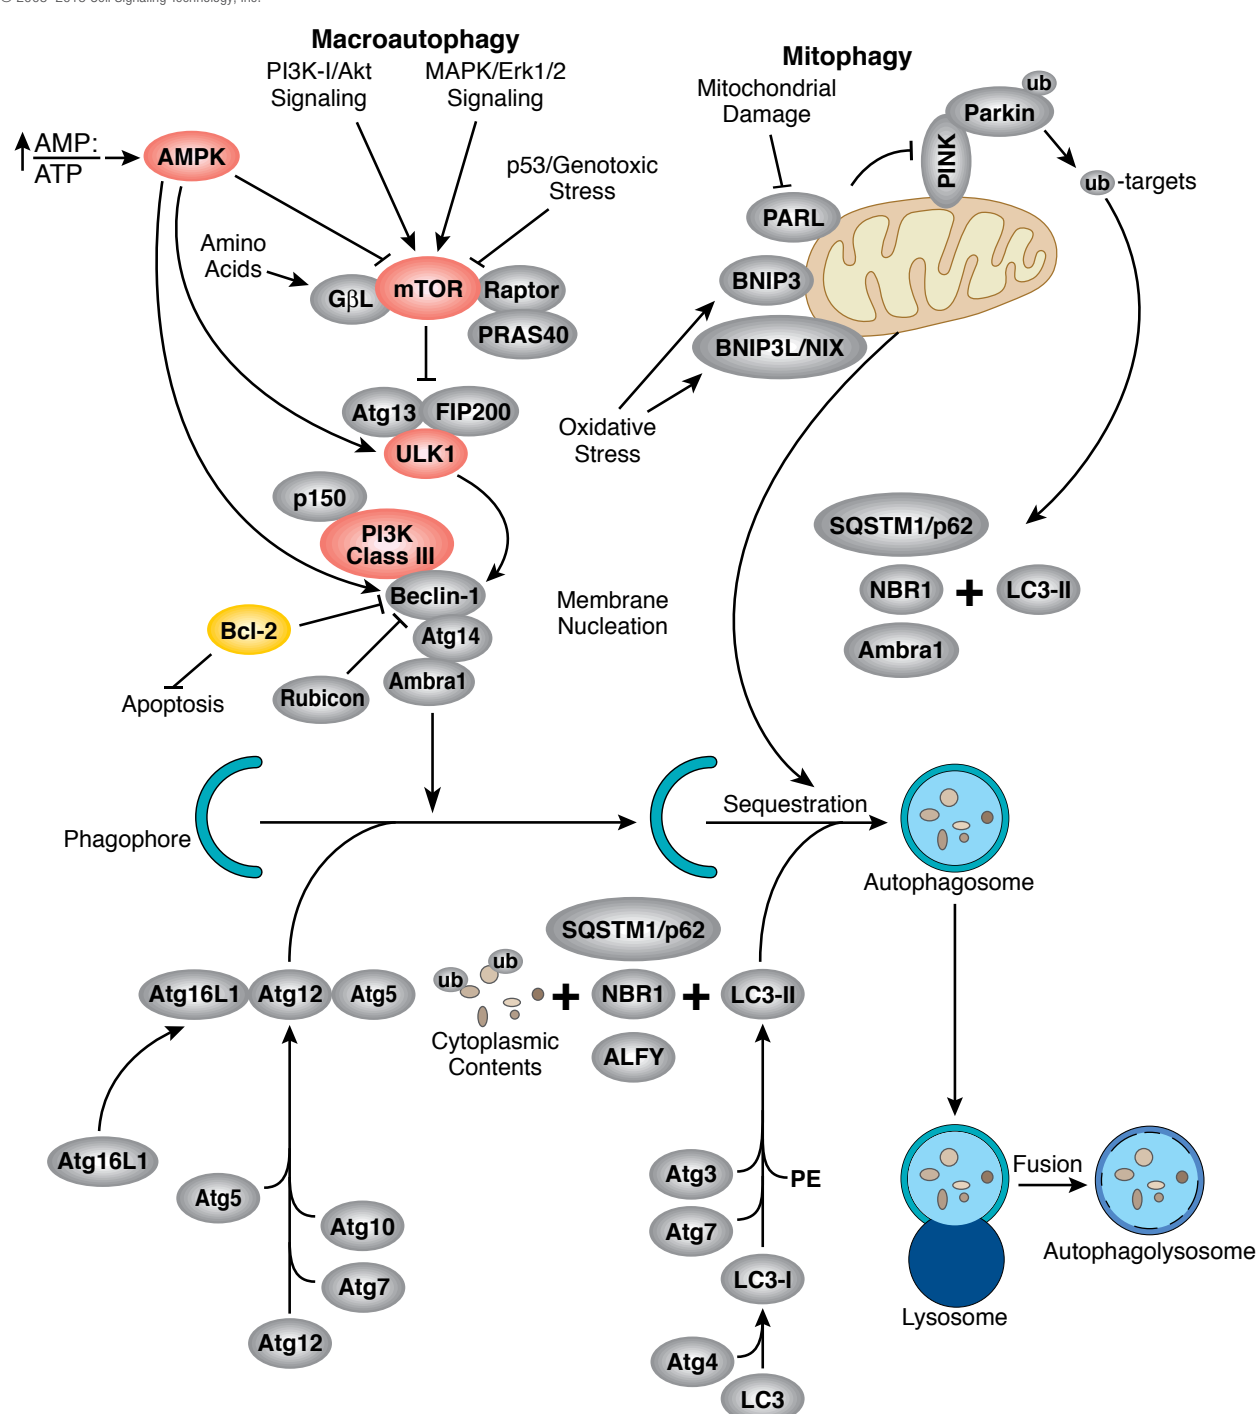 Macroautophagy
PI3K-I/Akt
Signaling
MAPK/Erk1/2
Signaling
AMP:
ATP
AMPK
p53/Genotoxic
Stress
Amino
Acids
GβL
mTOR
Raptor
PRAS40
Atg13
FIP200
ULK1
p150
PI3K
Class III
Beclin-1
Bcl-2
Atg14
Ambra1
Rubicon
Apoptosis
Membrane
Nucleation
Mitophagy
Mitochondrial
Damage
ub
Parkin
PINK
ub
-targets
PARL
BNIP3
BNIP3L/NIX
Oxidative
Stress
SQSTM1/p62
NBR1
+
LC3-II
Ambra1
Phagophore
Sequestration
Autophagosome
Atg16L1
Atg12
Atg5
ub
ub
Cytoplasmic
Contents
+
SQSTM1/p62
NBR1
ALFY
+
LC3-II
Atg16L1
Atg5
Atg10
Atg7
Atg12
Atg3
PE
Atg7
LC3-I
Atg4
LC3
Fusion
Lysosome
Autophagolysosome